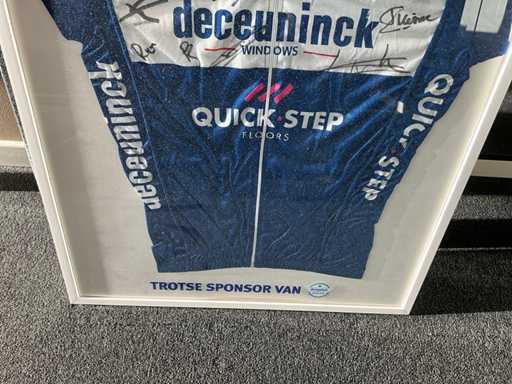 deceuninck
WINDOWS
deceuninck
QUICK·STEP
FLOORS
QUICK·STEP
TROTSE SPONSOR VAN